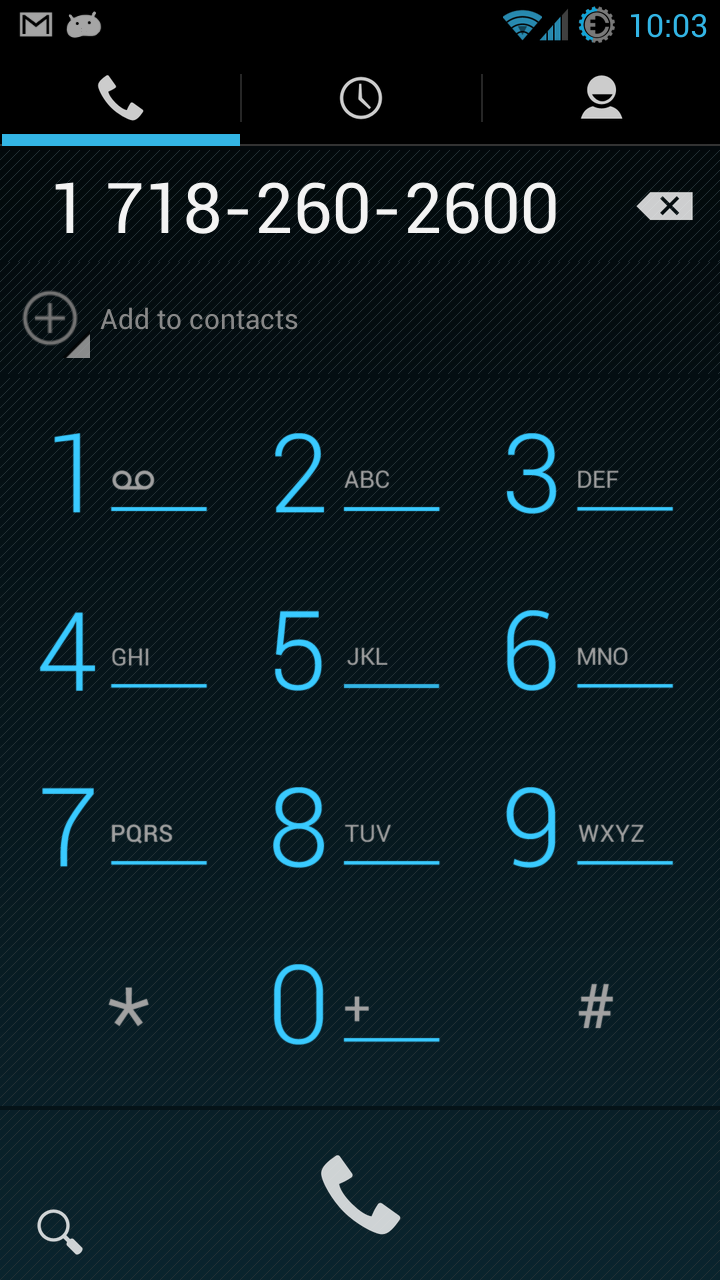 10:03
1 718-260-2600
Add to contacts
1 2 ABC 3 DEF
4 GHI 5 JKL 6 MNO
7 PQRS 8 TUV 9 WXYZ
* 0 + #